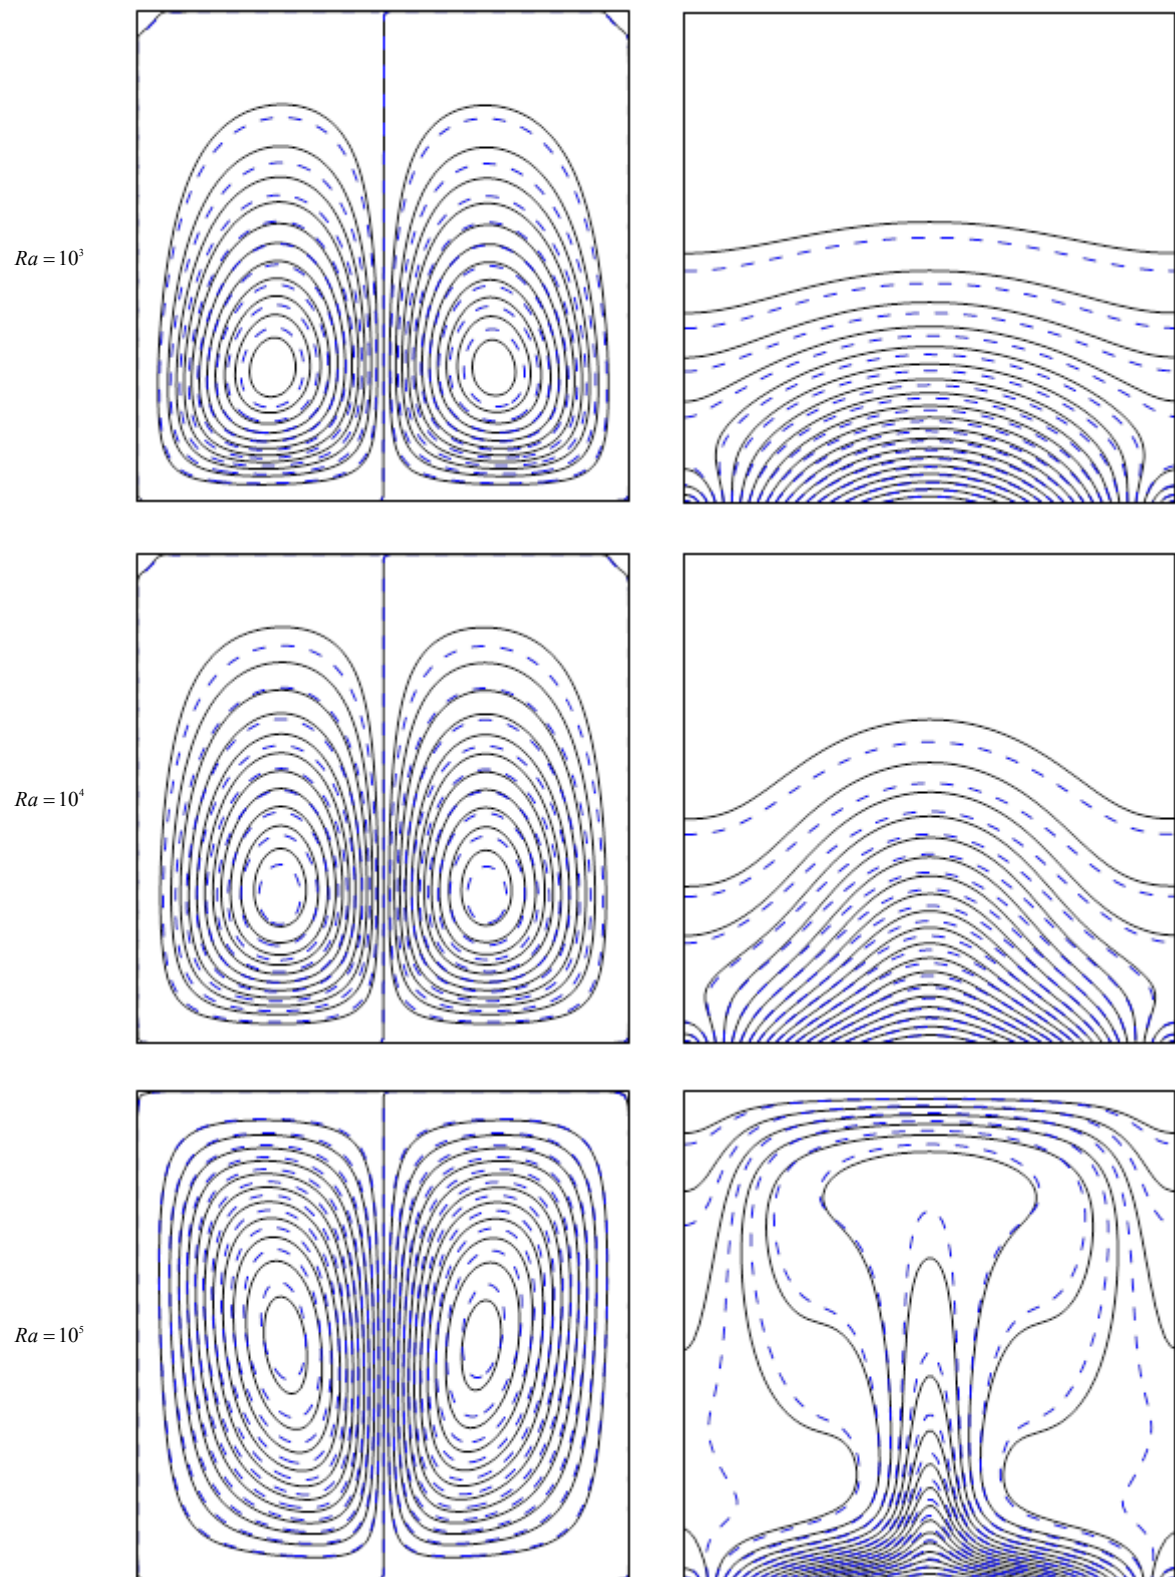 Ra = 10³
Ra = 10⁴
Ra = 10⁵